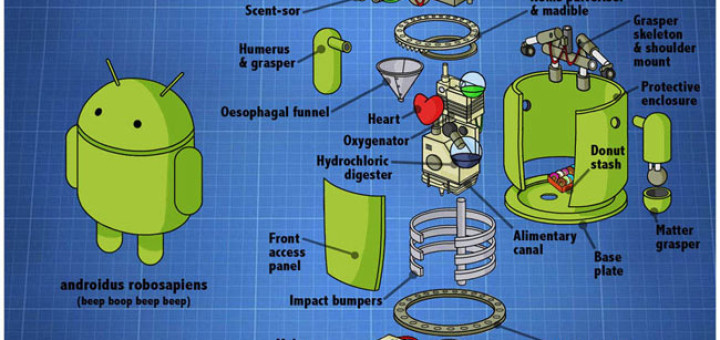 & madible
Scent-sor
Grasper
skeleton
& shoulder
mount
Humerus
& grasper
Protective
enclosure
Oesophagal funnel
Heart
Oxygenator
Donut
stash
Hydrochloric
digester
Front
access
panel
Alimentary
canal
Matter
grasper
Base
plate
androidus robosapiens
(beep boop beep beep)
Impact bumpers